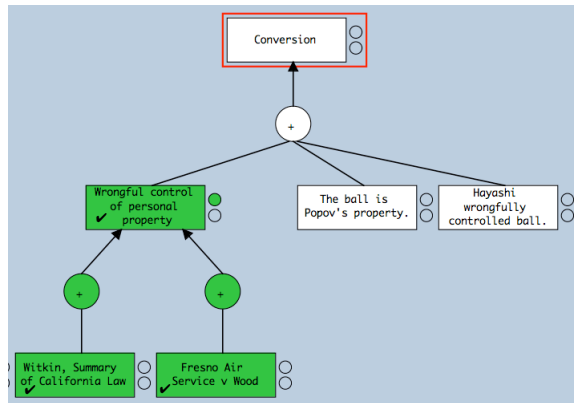 Conversion
+
Wrongful control
of personal
property
The ball is
Popov's property.
Hayashi
wrongfully
controlled ball.
+
+
Witkin, Summary
of California Law
Fresno Air
Service v Wood